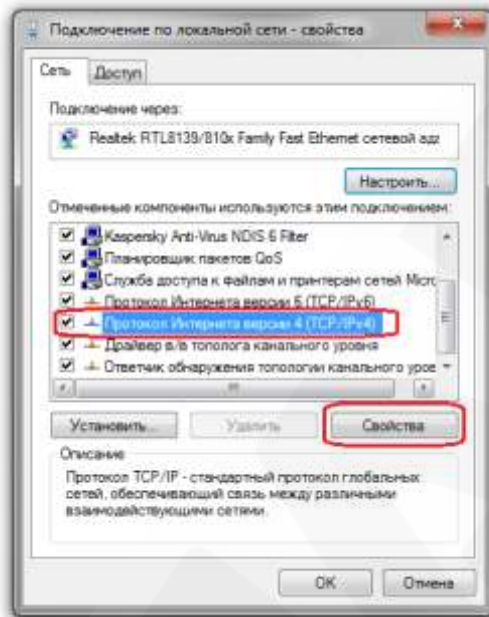 Подключение по локальной сети - свойства
Сеть
Доступ
Подключение через:
Realtek RTL8139/810x Family Fast Ethernet сетевой ада
Настроить...
Отмеченные компоненты используются этим подключением:
Kaspersky Anti-Virus NDIS 6 Filter
Планировщик пакетов QoS
Служба доступа к файлам и принтерам сетей Micro
Протокол Интернета версии 6 (TCP/IPv6)
Протокол Интернета версии 4 (TCP/IPv4)
Драйвер в/в тополога канального уровня
Ответчик обнаружения топологии канального уров
Установить...
Удалить
Свойства
Описание
Протокол TCP/IP - стандартный протокол глобальных
сетей, обеспечивающий связь между различными
взаимодействующими сетями.
OK
Отмена